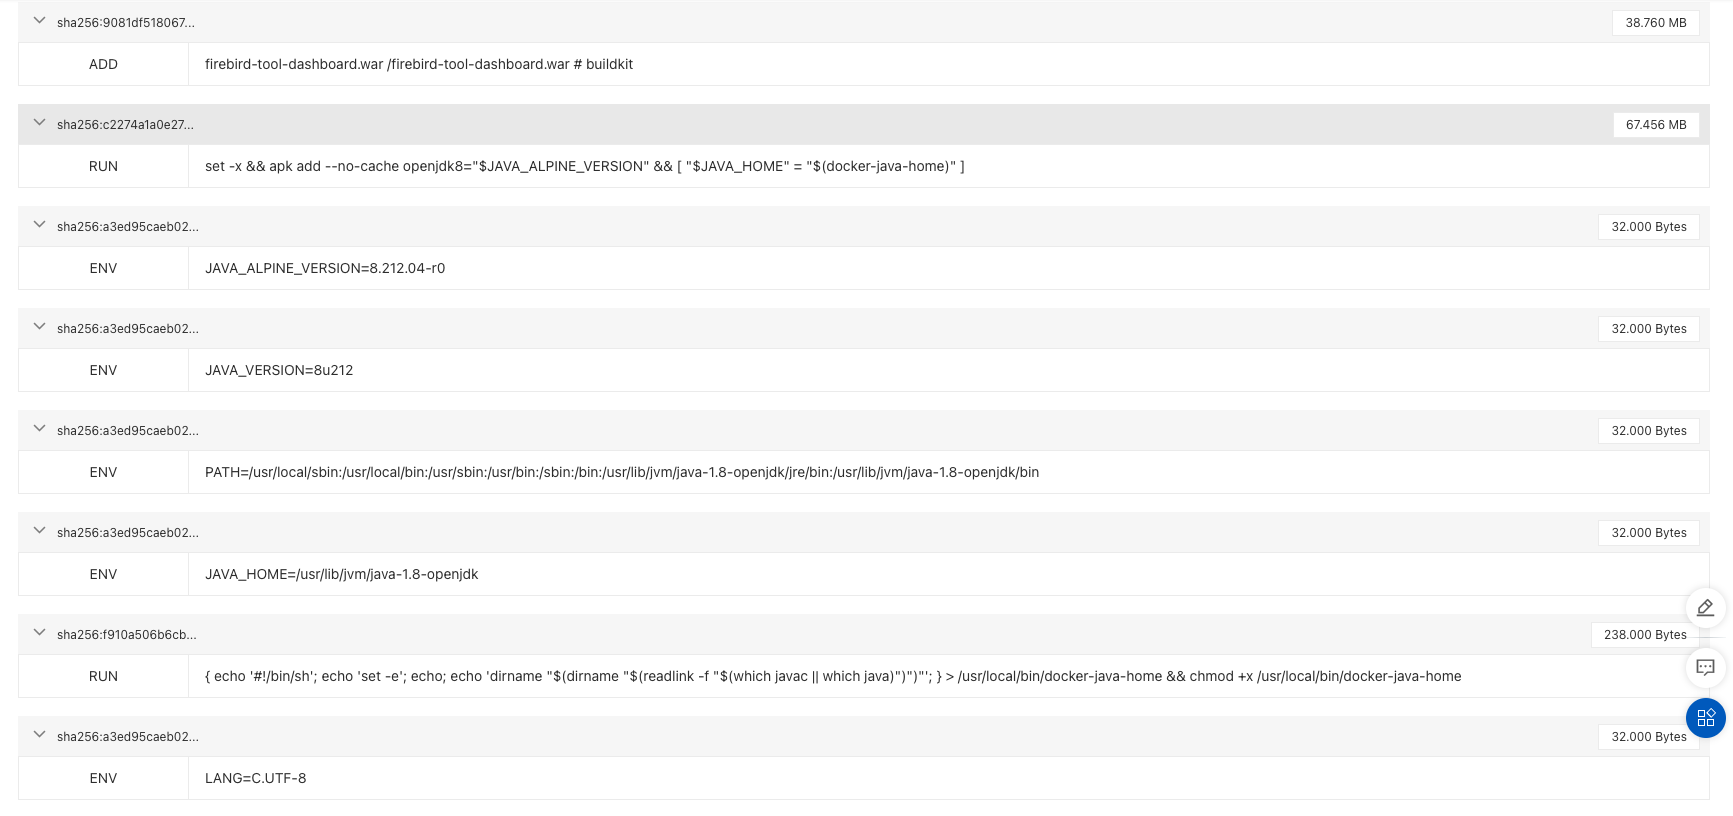 sha256:9081df518067...
38.760 MB
ADD
firebird-tool-dashboard.war /firebird-tool-dashboard.war # buildkit
sha256:c2274a1a0e27...
67.456 MB
RUN
set -x && apk add --no-cache openjdk8="$JAVA_ALPINE_VERSION" && [ "$JAVA_HOME" = "$(docker-java-home)" ]
sha256:a3ed95caeb02...
32.000 Bytes
ENV
JAVA_ALPINE_VERSION=8.212.04-r0
sha256:a3ed95caeb02...
32.000 Bytes
ENV
JAVA_VERSION=8u212
sha256:a3ed95caeb02...
32.000 Bytes
ENV
PATH=/usr/local/sbin:/usr/local/bin:/usr/sbin:/usr/bin:/sbin:/bin:/usr/lib/jvm/java-1.8-openjdk/jre/bin:/usr/lib/jvm/java-1.8-openjdk/bin
sha256:a3ed95caeb02...
32.000 Bytes
ENV
JAVA_HOME=/usr/lib/jvm/java-1.8-openjdk
sha256:f910a506b6cb...
238.000 Bytes
RUN
{ echo '#!/bin/sh'; echo 'set -e'; echo; echo 'dirname "$(dirname "$(readlink -f "$(which javac || which java)")")"'; } > /usr/local/bin/docker-java-home && chmod +x /usr/local/bin/docker-java-home
sha256:a3ed95caeb02...
32.000 Bytes
ENV
LANG=C.UTF-8